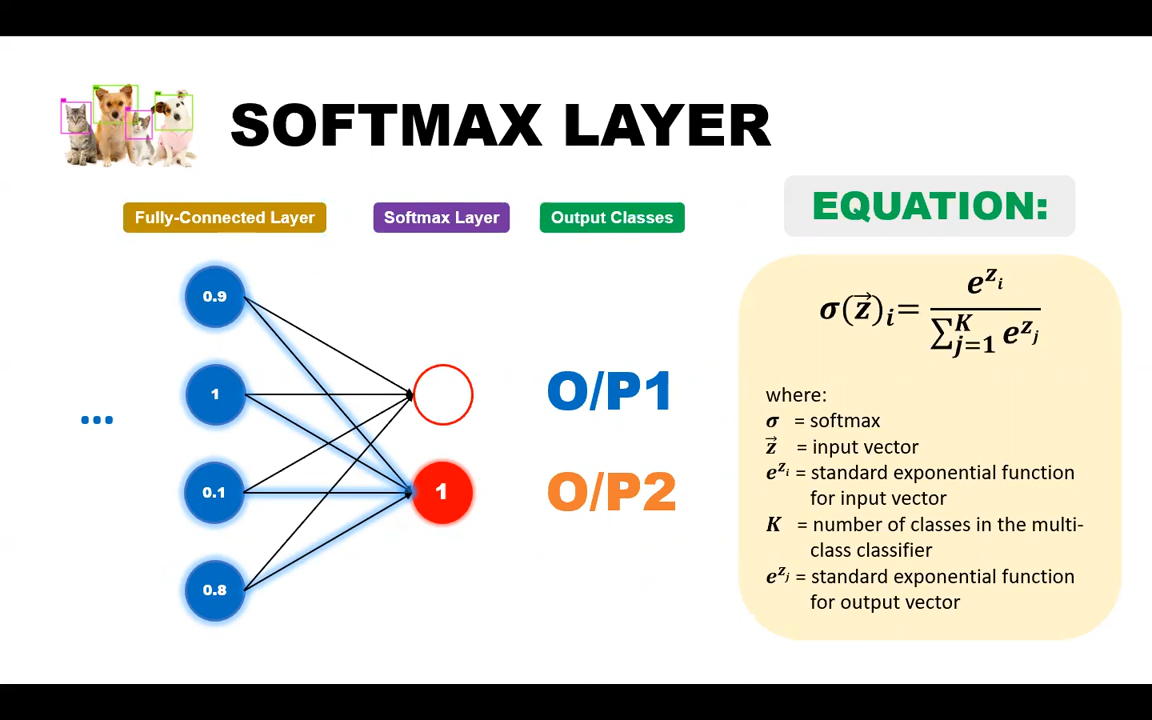 SOFTMAX LAYER
Fully-Connected Layer
Softmax Layer
Output Classes
0.9
1
0.1
0.8
...
1
O/P1
O/P2
EQUATION:
σ(z⃗)ᵢ= e^{zᵢ} / ∑_{j=1}^{K} e^{zⱼ}
where:
σ = softmax
z⃗ = input vector
e^{zᵢ} = standard exponential function
for input vector
K = number of classes in the multi-
class classifier
e^{zⱼ} = standard exponential function
for output vector